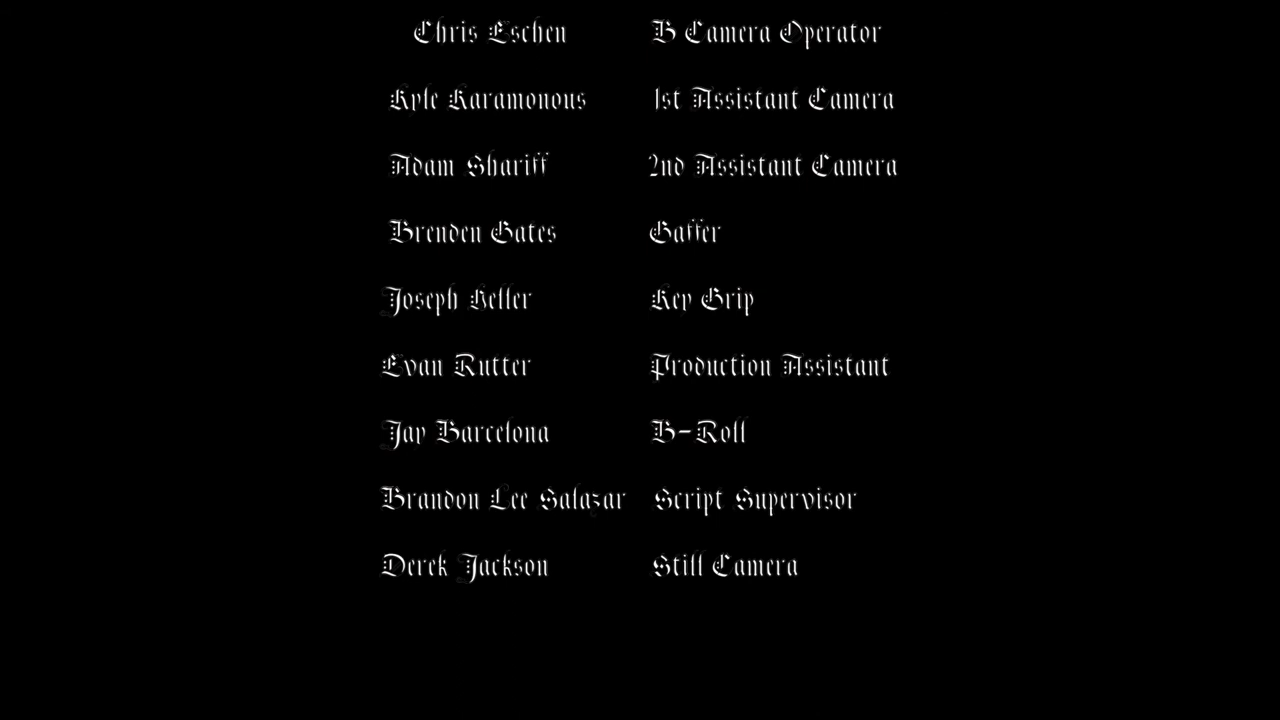 Chris Eschen B Camera Operator
Kyle Karamonous 1st Assistant Camera
Adam Shariff 2nd Assistant Camera
Brenden Gates Gaffer
Joseph Keller Key Grip
Evan Rutter Production Assistant
Jay Barcelona B-Roll
Brandon Lee Salazar Script Supervisor
Derek Jackson Still Camera